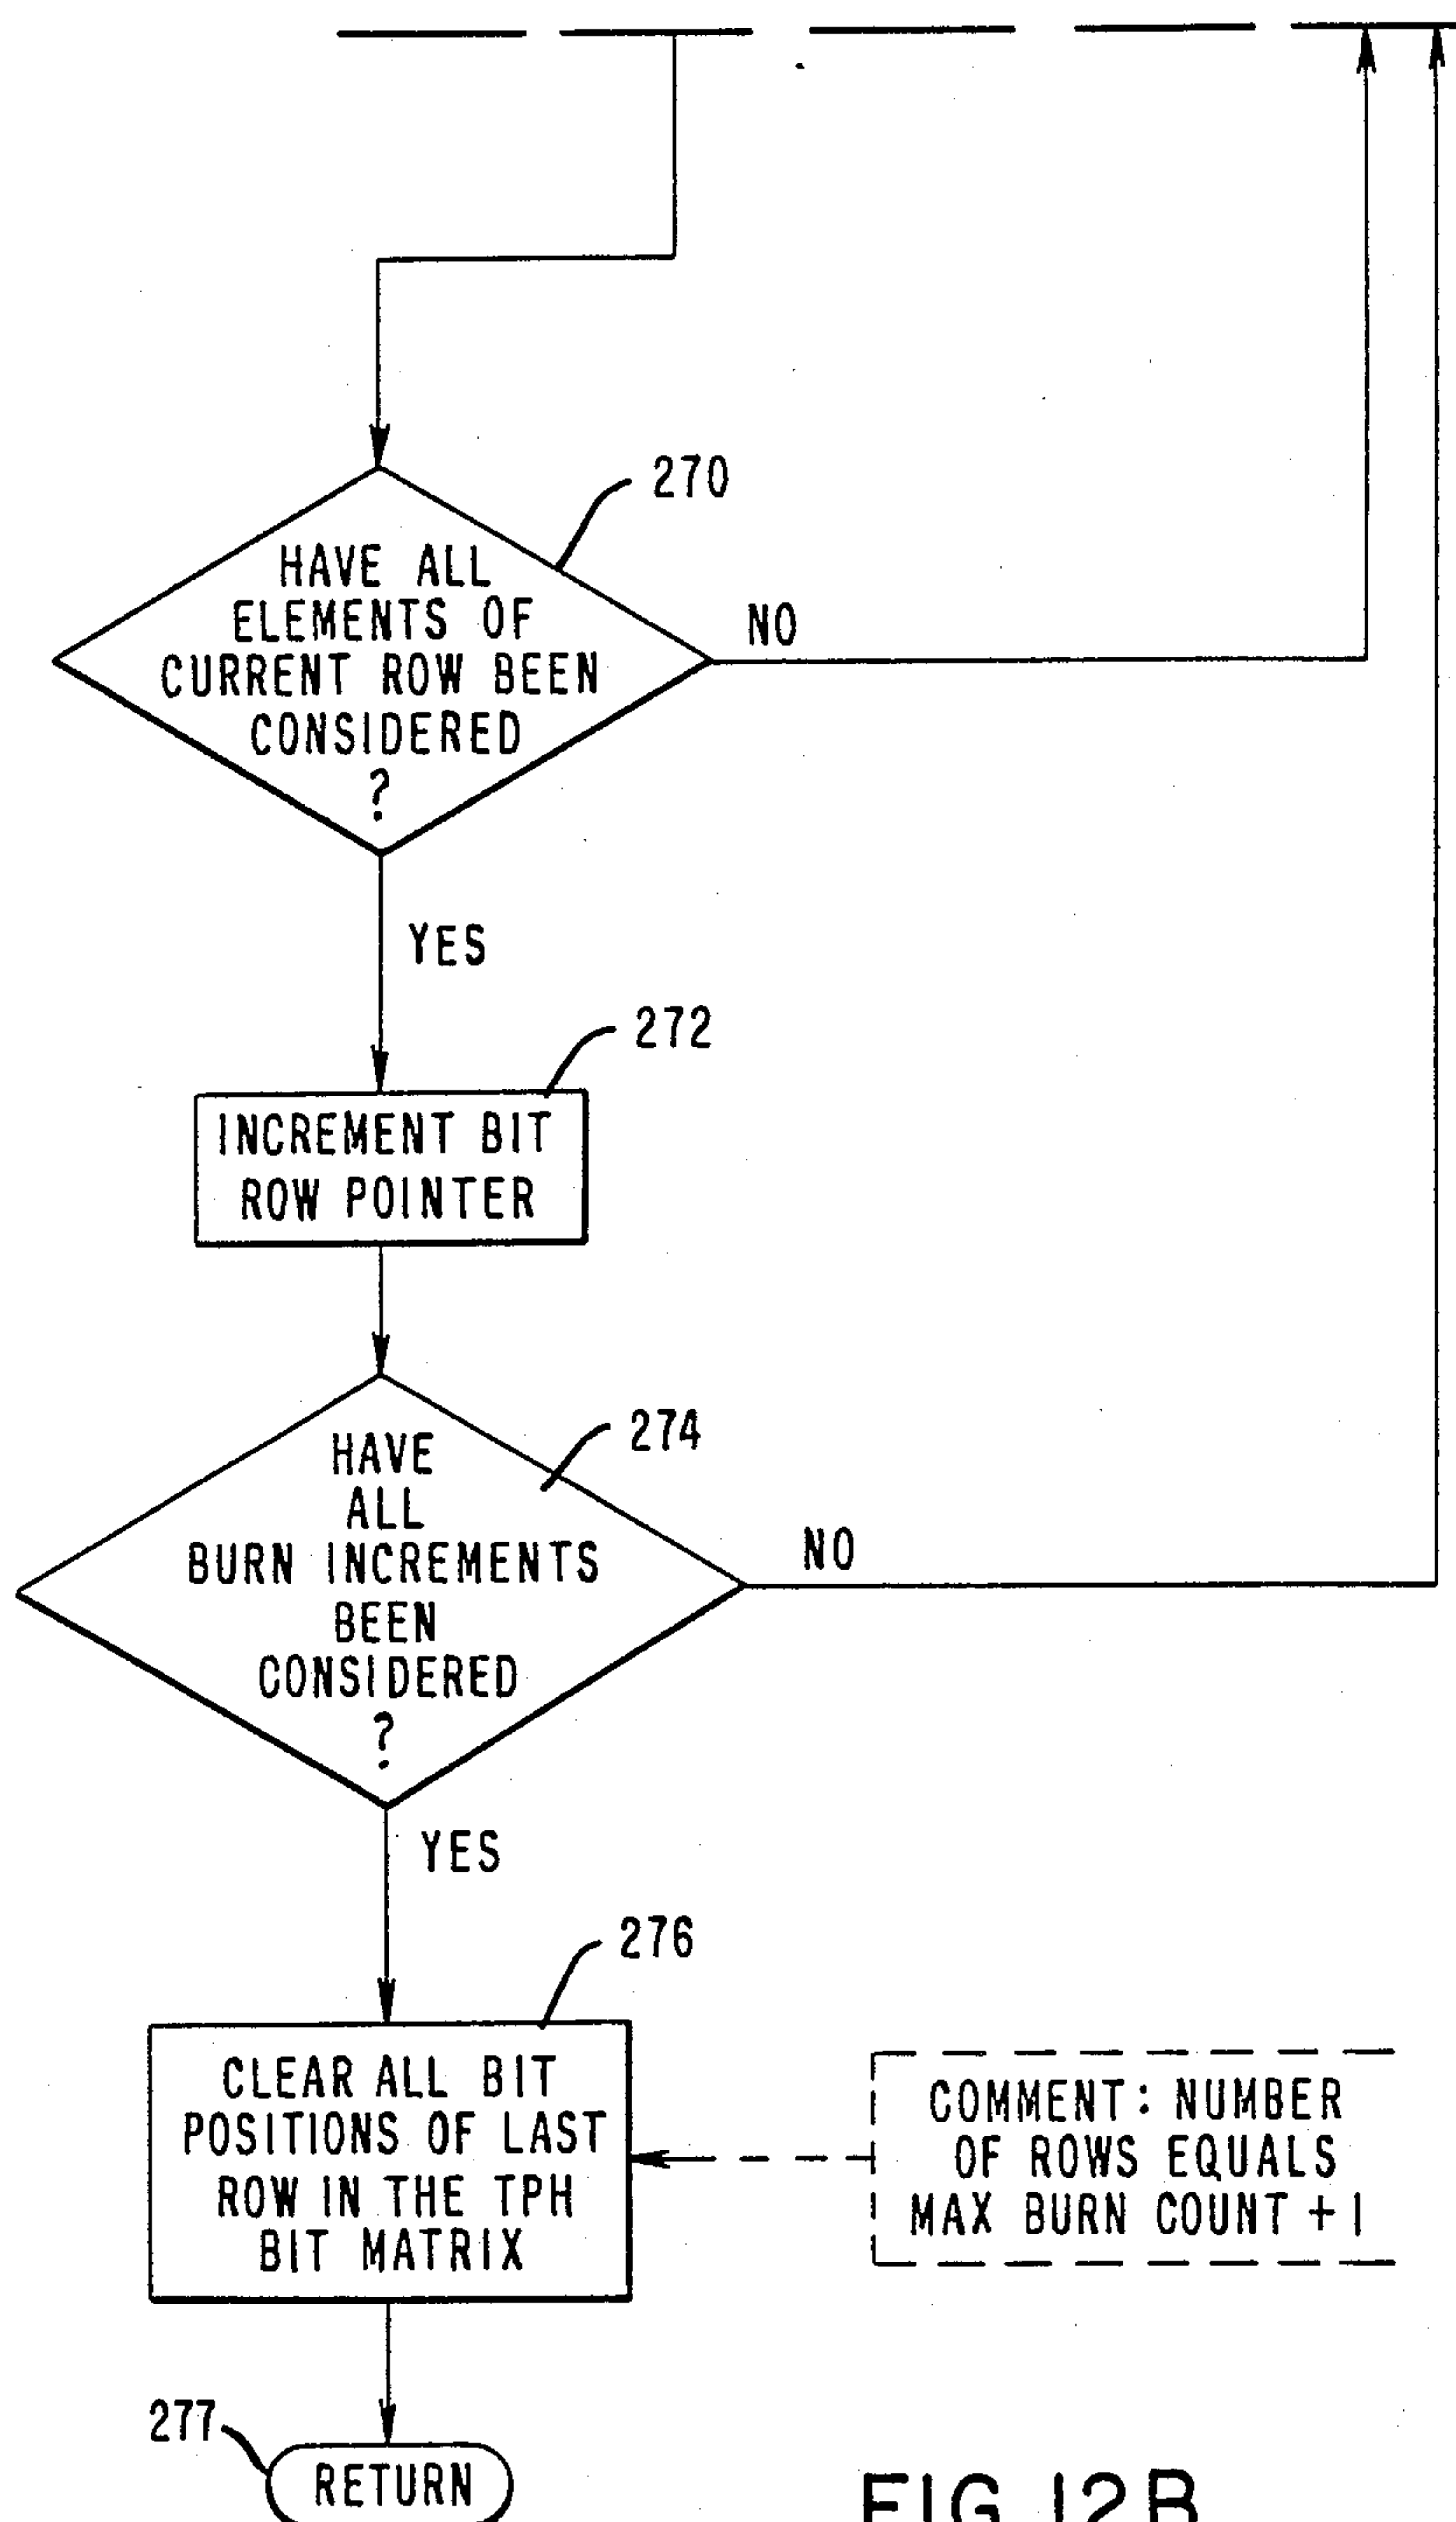 270
HAVE ALL
ELEMENTS OF
CURRENT ROW BEEN
CONSIDERED
?
NO
YES
272
INCREMENT BIT
ROW POINTER
274
HAVE
ALL
BURN INCREMENTS
BEEN
CONSIDERED
?
NO
YES
276
CLEAR ALL BIT
POSITIONS OF LAST
ROW IN THE TPH
BIT MATRIX
COMMENT: NUMBER
OF ROWS EQUALS
MAX BURN COUNT +1
277
RETURN
FIG. 12B